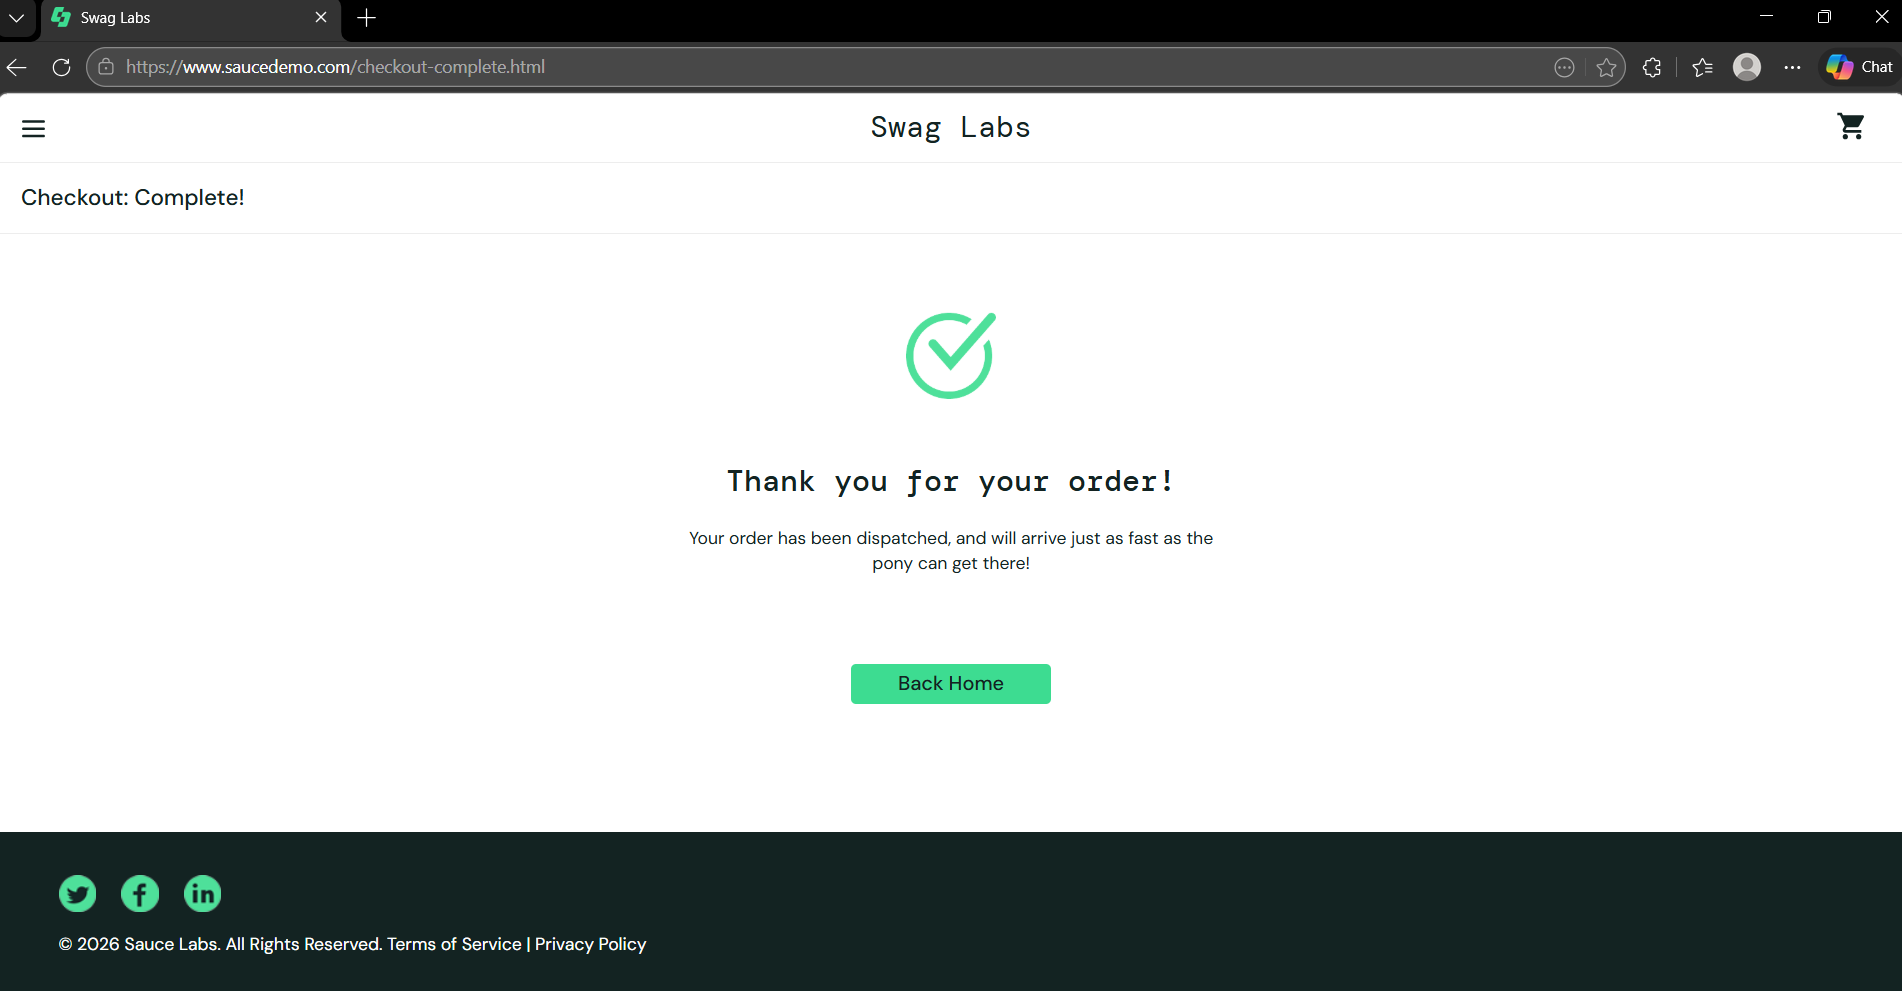 Swag Labs
https://www.saucedemo.com/checkout-complete.html
Chat
Swag Labs
Checkout: Complete!
Thank you for your order!
Your order has been dispatched, and will arrive just as fast as the
pony can get there!
Back Home
© 2026 Sauce Labs. All Rights Reserved. Terms of Service | Privacy Policy